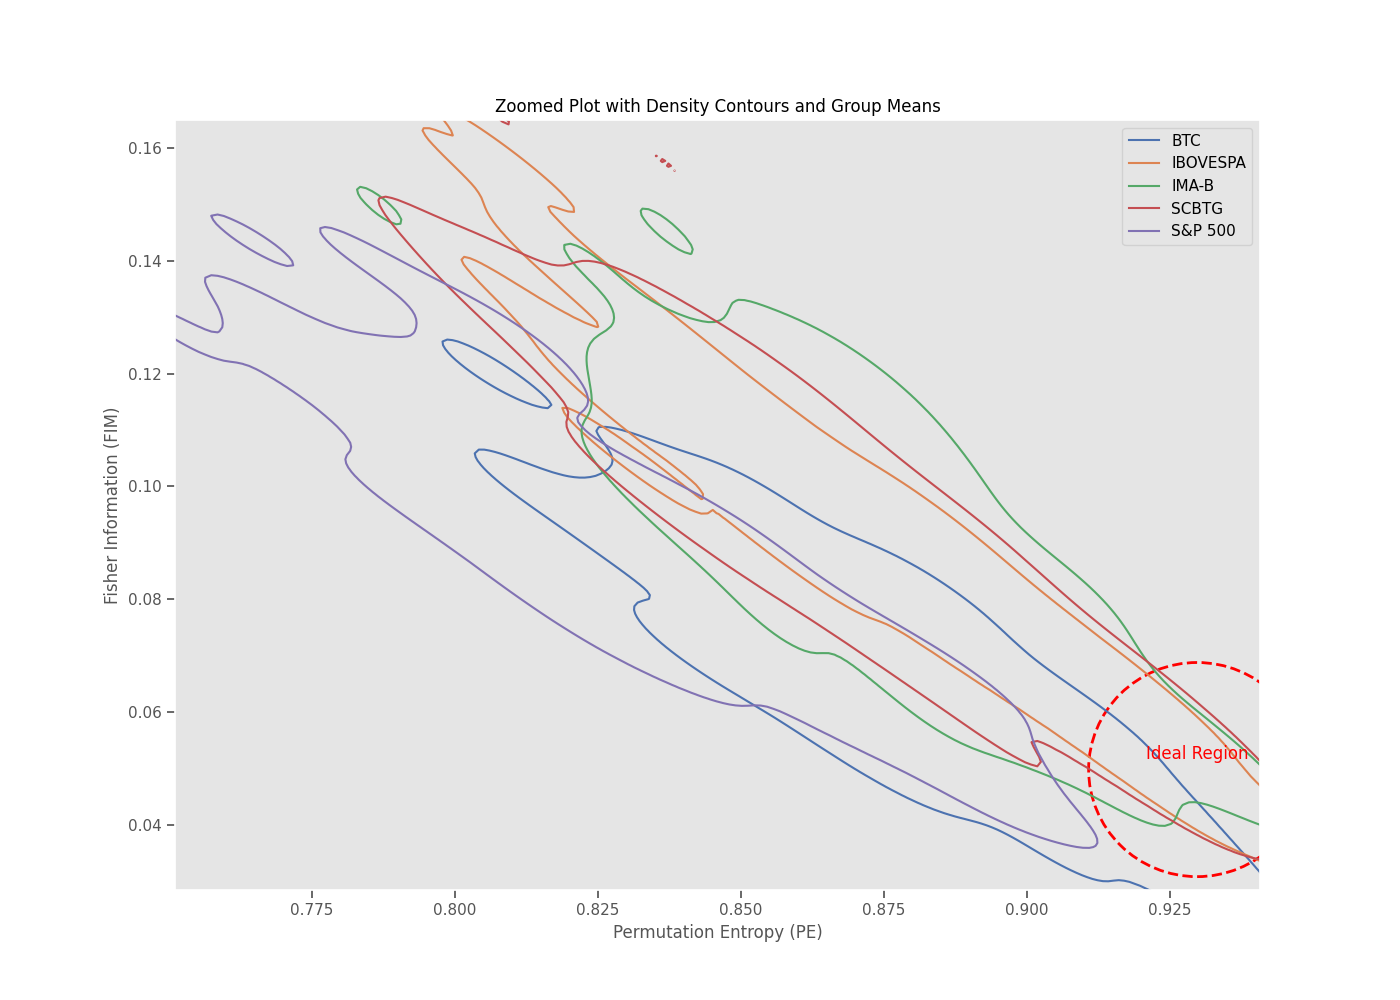 Zoomed Plot with Density Contours and Group Means
BTC
IBOVESPA
IMA-B
SCBTG
S&P 500
0.16
0.14
0.12
0.10
0.08
0.06
0.04
Fisher Information (FIM)
Ideal Region
0.775
0.800
0.825
0.850
0.875
0.900
0.925
Permutation Entropy (PE)